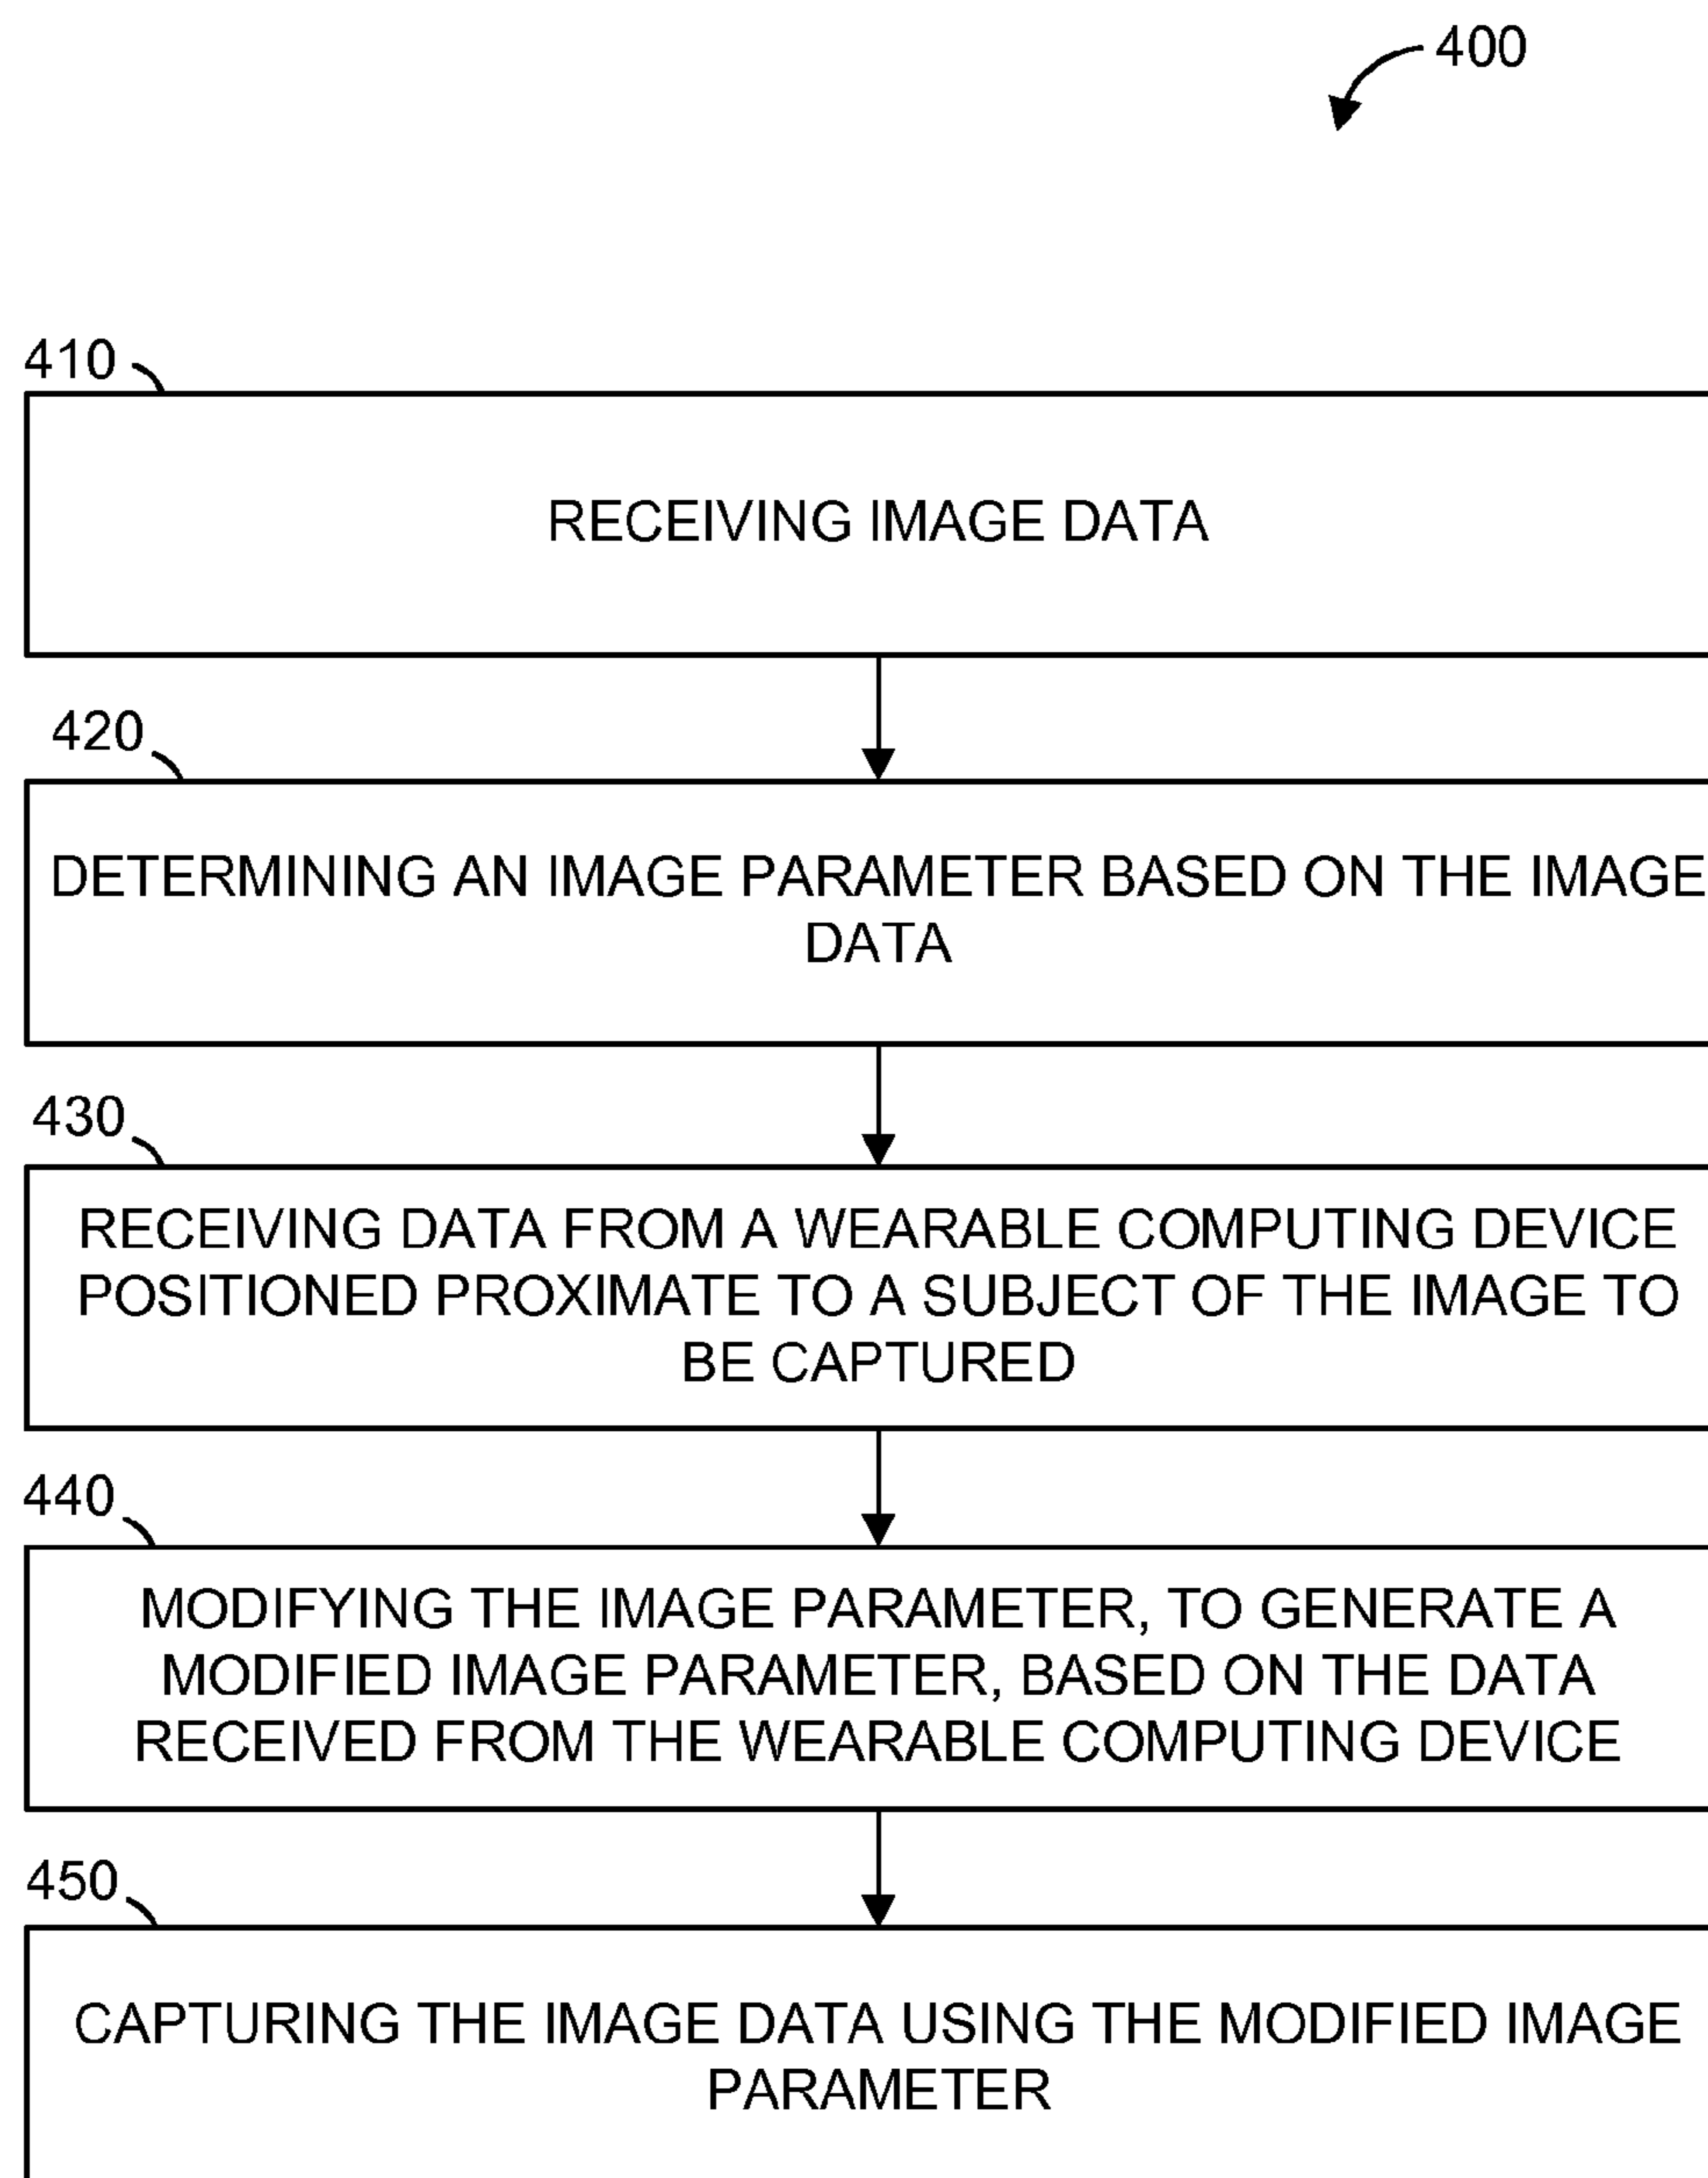 400
410
RECEIVING IMAGE DATA
420
DETERMINING AN IMAGE PARAMETER BASED ON THE IMAGE
DATA
430
RECEIVING DATA FROM A WEARABLE COMPUTING DEVICE
POSITIONED PROXIMATE TO A SUBJECT OF THE IMAGE TO
BE CAPTURED
440
MODIFYING THE IMAGE PARAMETER, TO GENERATE A
MODIFIED IMAGE PARAMETER, BASED ON THE DATA
RECEIVED FROM THE WEARABLE COMPUTING DEVICE
450
CAPTURING THE IMAGE DATA USING THE MODIFIED IMAGE
PARAMETER